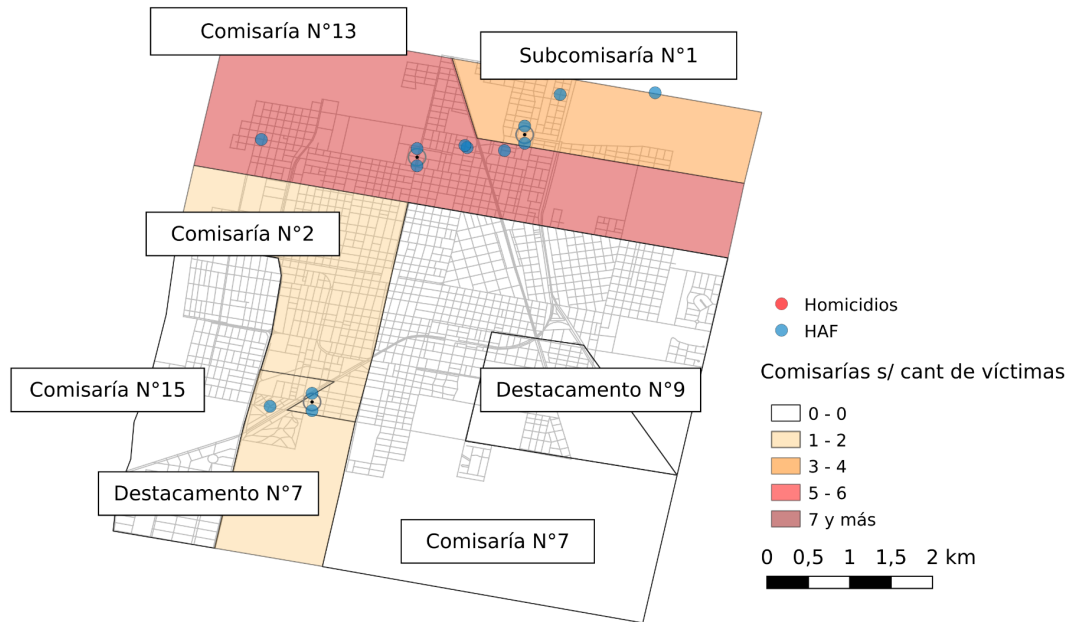 Comisaría N°13
Subcomisaría N°1
Comisaría N°2
Comisaría N°15
Destacamento N°9
Destacamento N°7
Comisaría N°7
Homicidios
HAF
Comisarías s/ cant de víctimas
0 - 0
1 - 2
3 - 4
5 - 6
7 y más
0 0,5 1 1,5 2 km